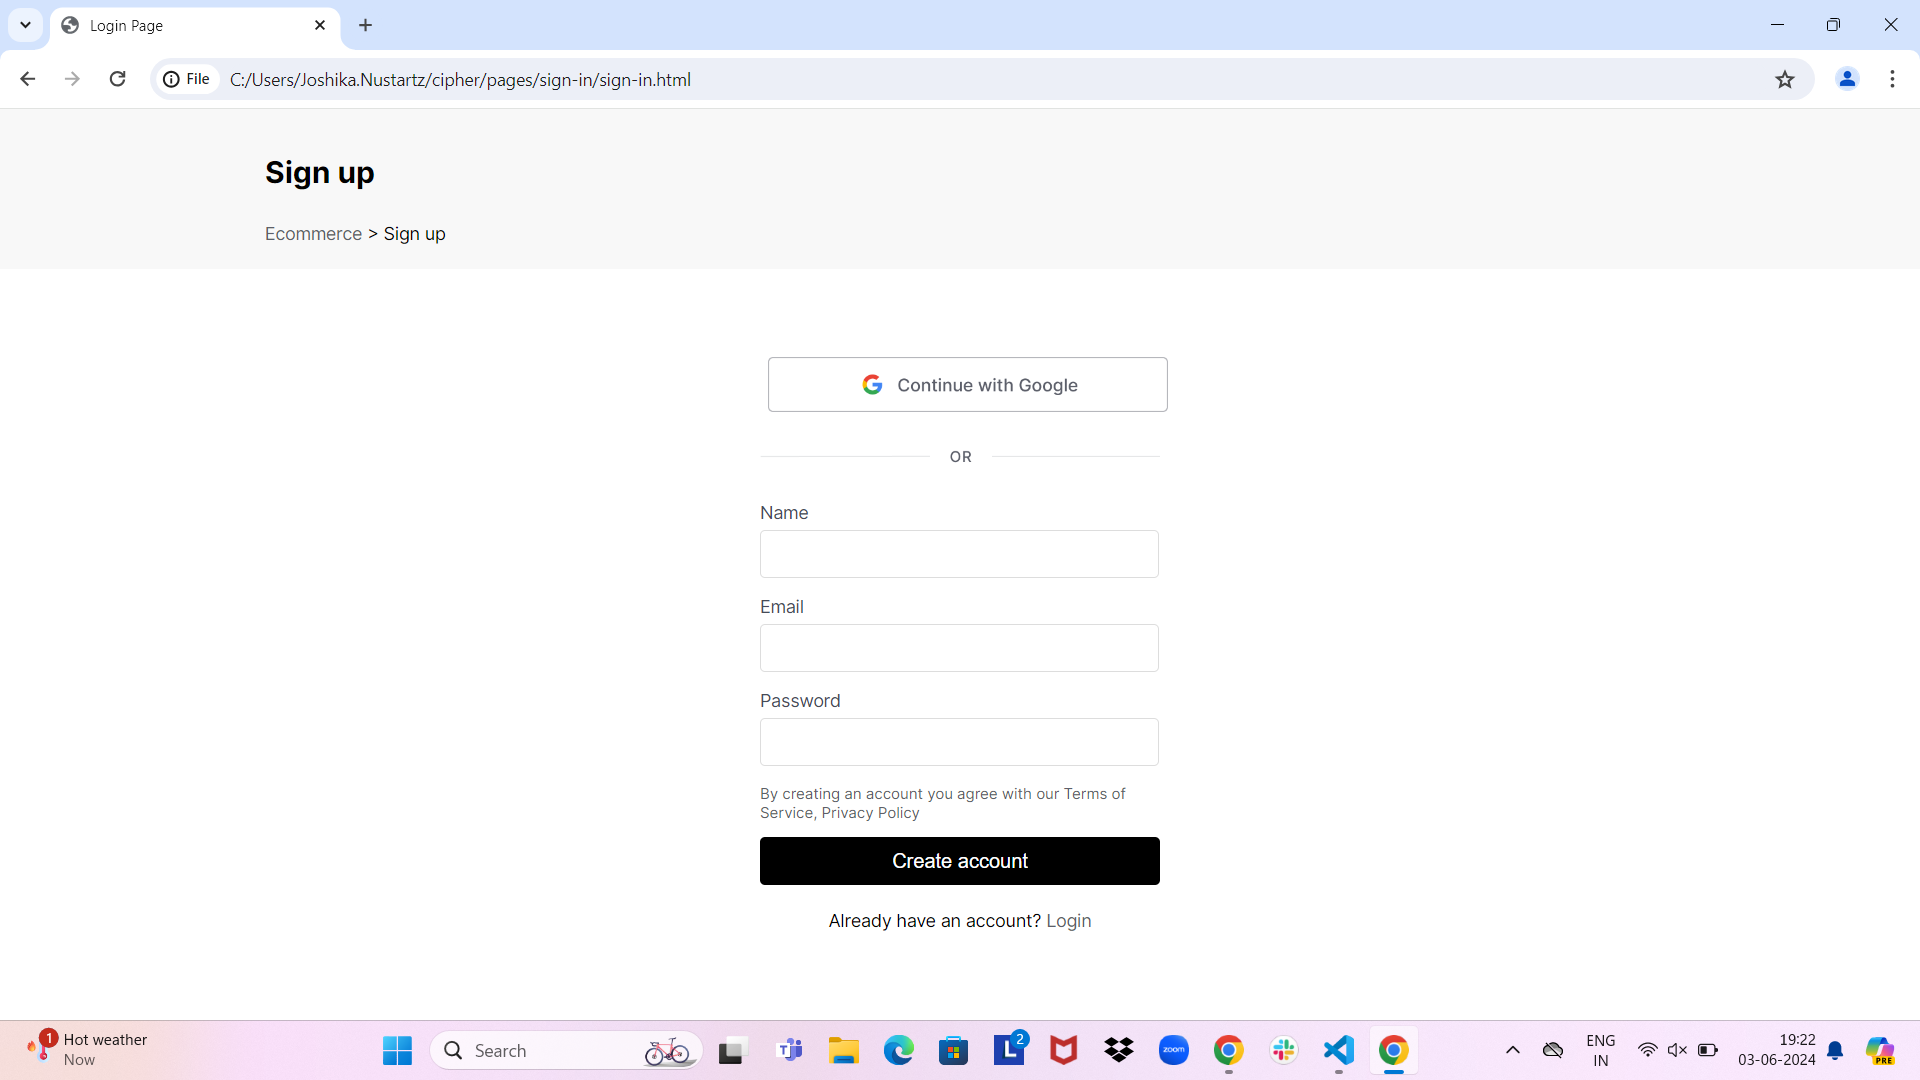 Login Page
File
C:/Users/Joshika.Nustartz/cipher/pages/sign-in/sign-in.html
Sign up
Ecommerce > Sign up
Continue with Google
OR
Name
Email
Password
By creating an account you agree with our Terms of
Service, Privacy Policy
Create account
Already have an account? Login
1
Hot weather
Now
Search
T
L
2
zoom
ENG
IN
19:22
03-06-2024
PRE